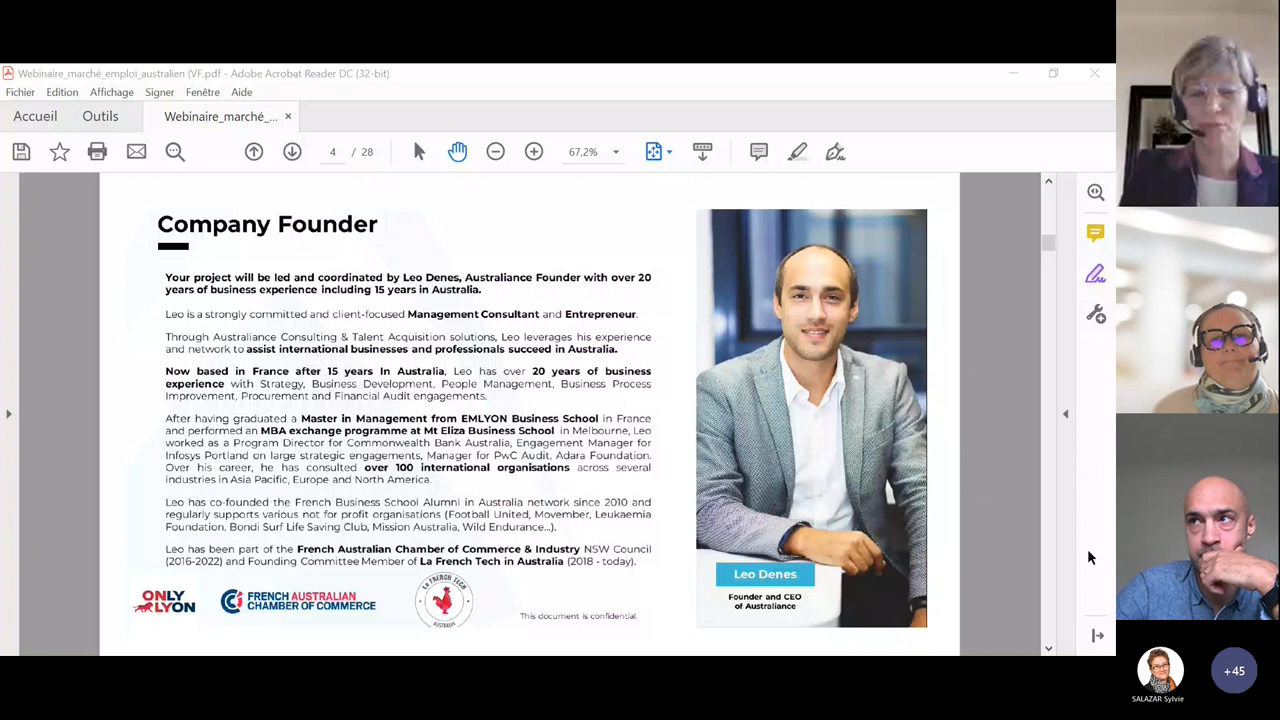 Webinaire_marché_emploi_australien (VF.pdf - Adobe Acrobat Reader DC (32-bit)
Fichier Edition Affichage Signer Fenêtre Aide
Accueil Outils Webinaire_marché_... ×
4 / 28 67,2%
Company Founder
Your project will be led and coordinated by Leo Denes, Australiance Founder with over 20
years of business experience including 15 years in Australia.
Leo is a strongly committed and client-focused Management Consultant and Entrepreneur.
Through Australiance Consulting & Talent Acquisition solutions, Leo leverages his experience
and network to assist international businesses and professionals succeed in Australia.
Now based in France after 15 years In Australia, Leo has over 20 years of business
experience with Strategy, Business Development, People Management, Business Process
Improvement, Procurement and Financial Audit engagements.
After having graduated a Master in Management from EMLYON Business School in France
and performed an MBA exchange programme at Mt Eliza Business School in Melbourne, Leo
worked as a Program Director for Commonwealth Bank Australia, Engagement Manager for
Infosys Portland on large strategic engagements, Manager for PwC Audit, Adara Foundation.
Over his career, he has consulted over 100 international organisations across several
industries in Asia Pacific, Europe and North America.
Leo has co-founded the French Business School Alumni in Australia network since 2010 and
regularly supports various not for profit organisations (Football United, Movember, Leukaemia
Foundation, Bondi Surf Life Saving Club, Mission Australia, Wild Endurance...).
Leo has been part of the French Australian Chamber of Commerce & Industry NSW Council
(2016-2022) and Founding Committee Member of La French Tech in Australia (2018 - today).
ONLY
LYON
FRENCH AUSTRALIAN
CHAMBER OF COMMERCE
La FRENCH TECH
AUSTRALIA
This document is confidential.
Leo Denes
Founder and CEO
of Australiance
SALAZAR Sylvie
+45